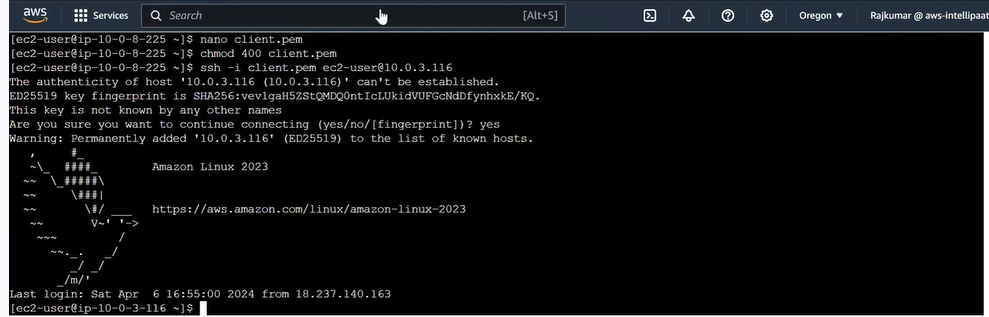 aws Services Search [Alt+S] Oregon ▼ Rajkumar @ aws-intellipaat
[ec2-user@ip-10-0-8-225 ~]$ nano client.pem
[ec2-user@ip-10-0-8-225 ~]$ chmod 400 client.pem
[ec2-user@ip-10-0-8-225 ~]$ ssh -i client.pem ec2-user@10.0.3.116
The authenticity of host '10.0.3.116 (10.0.3.116)' can't be established.
ED25519 key fingerprint is SHA256:vev1gaH5ZStQMDQ0ntIcLUkidVUFGcNdDfynhxkE/KQ.
This key is not known by any other names
Are you sure you want to continue connecting (yes/no/[fingerprint])? yes
Warning: Permanently added '10.0.3.116' (ED25519) to the list of known hosts.
   ,     #_
   ~\_  ####_        Amazon Linux 2023
  ~~  \_#####\
  ~~     \###|
  ~~       \#/ ___   https://aws.amazon.com/linux/amazon-linux-2023
   ~~       V~' '->
    ~~~         /
      ~~._.   _/
         _/ _/
       _/m/'
Last login: Sat Apr  6 16:55:00 2024 from 18.237.140.163
[ec2-user@ip-10-0-3-116 ~]$